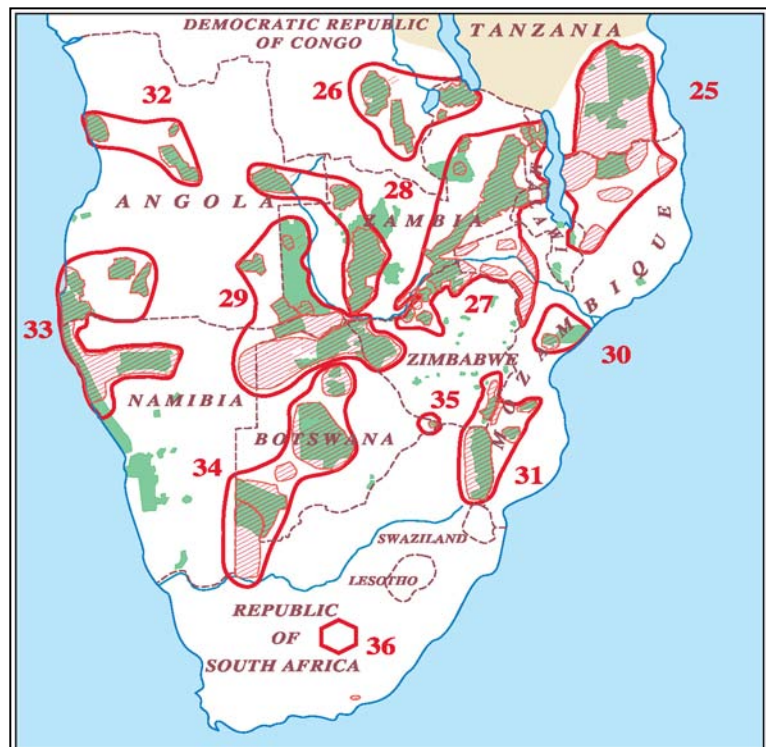 DEMOCRATIC REPUBLIC
OF CONGO
TANZANIA
32
26
25
28
ANGOLA
ZAMBIA
MALAWI
MOZAMBIQUE
29
27
33
30
ZIMBABWE
NAMIBIA
35
BOTSWANA
34
31
SWAZILAND
LESOTHO
REPUBLIC
OF
SOUTH AFRICA
36